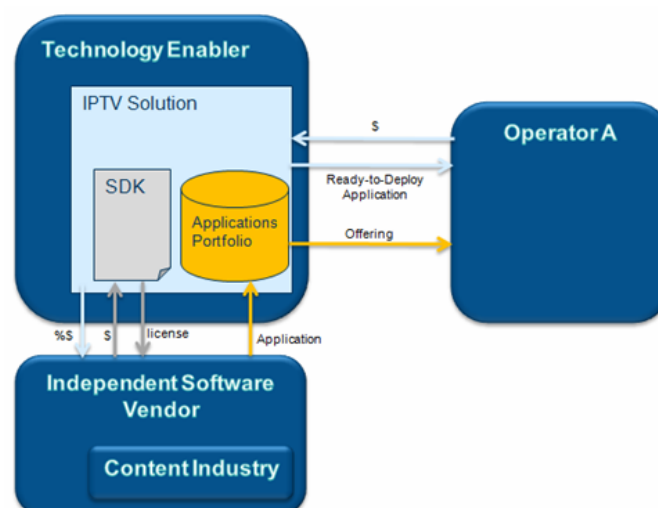 Technology Enabler
IPTV Solution
$
Operator A
SDK
Ready-to-Deploy
Application
Applications
Portfolio
Offering
%$
$
license
Application
Independent Software
Vendor
Content Industry